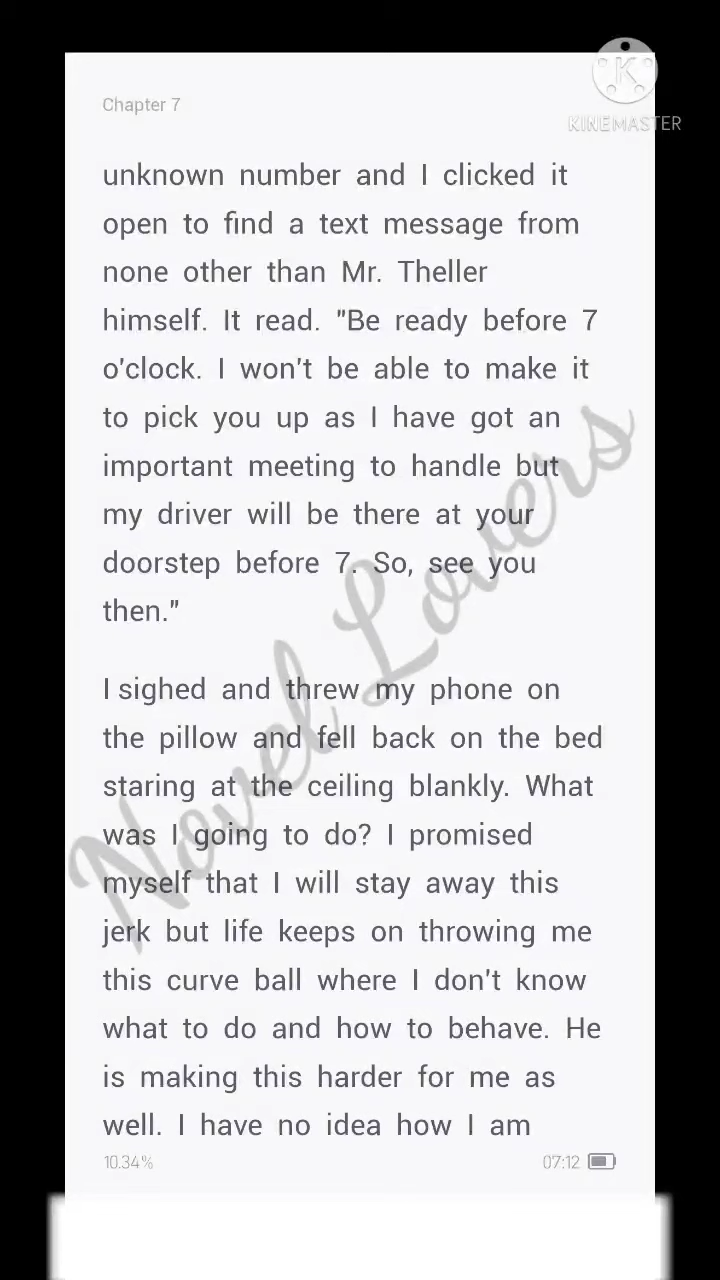 Chapter 7
KINEMASTER
unknown number and I clicked it
open to find a text message from
none other than Mr. Theller
himself. It read. "Be ready before 7
o'clock. I won't be able to make it
to pick you up as I have got an
important meeting to handle but
my driver will be there at your
doorstep before 7. So, see you
then."
I sighed and threw my phone on
the pillow and fell back on the bed
staring at the ceiling blankly. What
was I going to do? I promised
myself that I will stay away this
jerk but life keeps on throwing me
this curve ball where I don't know
what to do and how to behave. He
is making this harder for me as
well. I have no idea how I am
Novel Lovers
10.34%
07:12